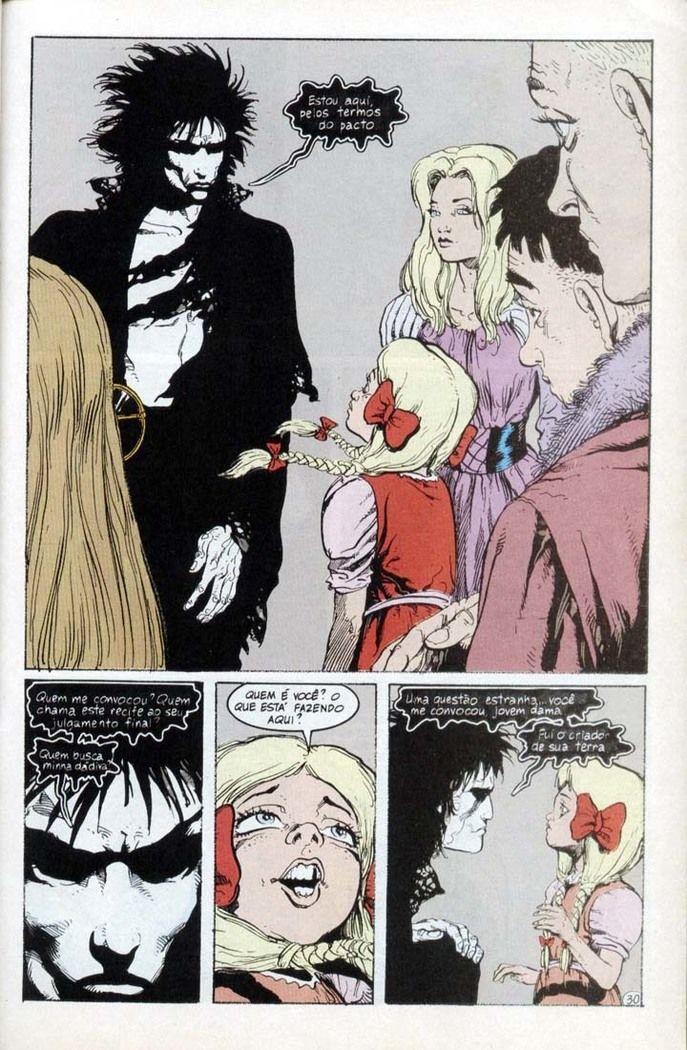 Estou aqui,
pelos termos
do pacto
Quem me convocou? Quem
chama este recife ao seu
julgamento final?
Quem busca
minha dádiva
QUEM É VOCÊ? O
QUE ESTÁ FAZENDO
AQUI?
Uma questão estranha... você
me convocou, jovem dama.
Fui o criador
de sua terra
30